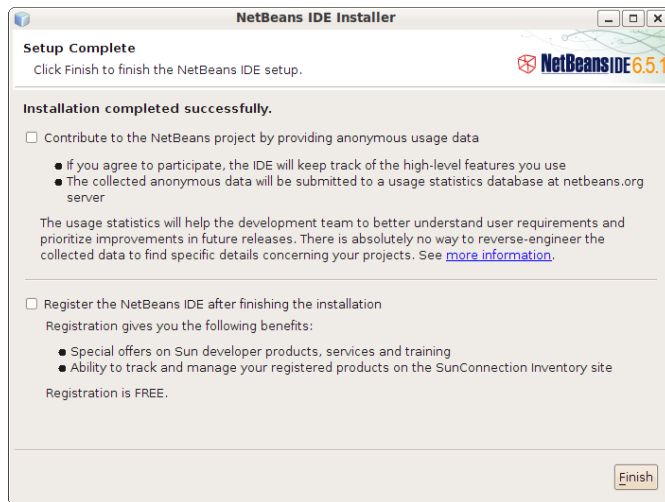 NetBeans IDE Installer
Setup Complete
Click Finish to finish the NetBeans IDE setup.
NetBeans IDE 6.5.1
Installation completed successfully.
Contribute to the NetBeans project by providing anonymous usage data
If you agree to participate, the IDE will keep track of the high-level features you use
The collected anonymous data will be submitted to a usage statistics database at netbeans.org
server
The usage statistics will help the development team to better understand user requirements and
prioritize improvements in future releases. There is absolutely no way to reverse-engineer the
collected data to find specific details concerning your projects. See more information.
Register the NetBeans IDE after finishing the installation
Registration gives you the following benefits:
Special offers on Sun developer products, services and training
Ability to track and manage your registered products on the SunConnection Inventory site
Registration is FREE.
Finish